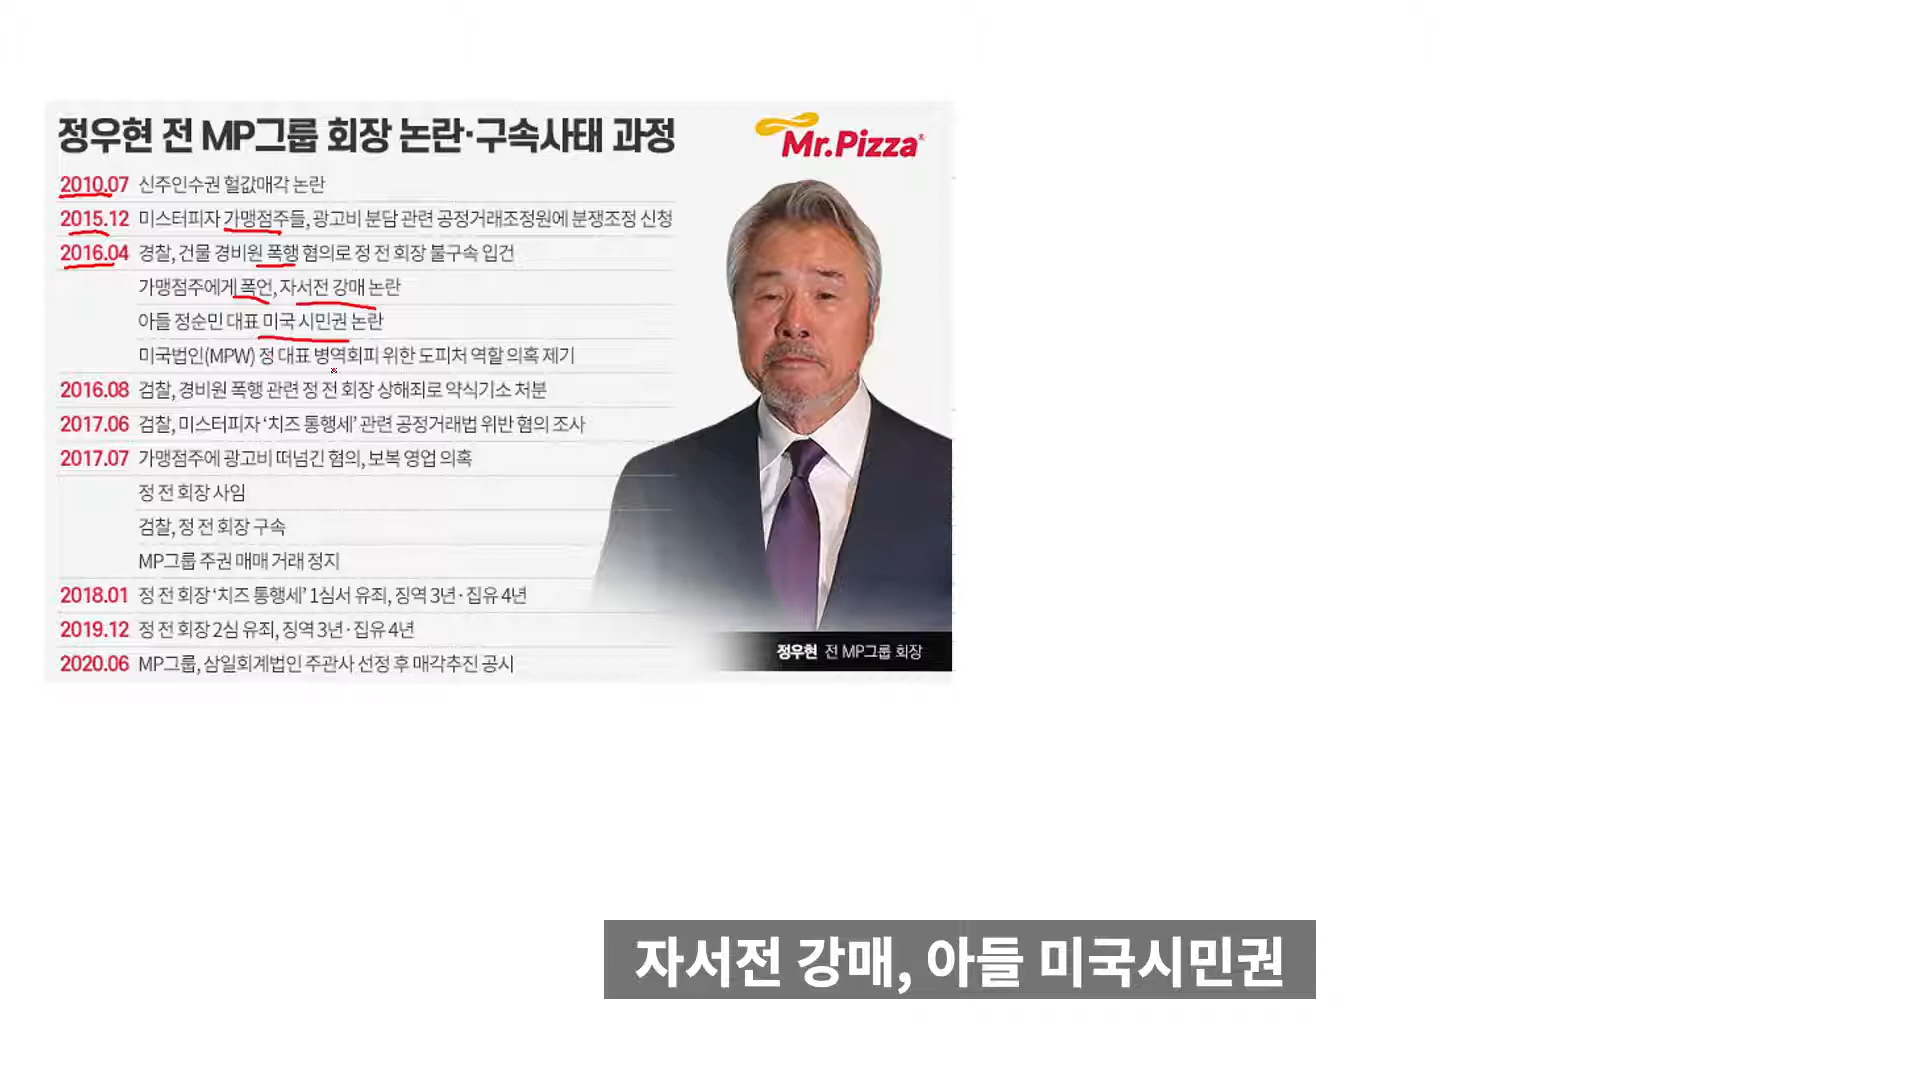 정우현 전 MP그룹 회장 논란·구속사태 과정
Mr.Pizza
2010.07 신주인수권 헐값매각 논란
2015.12 미스터피자 가맹점주들, 광고비 분담 관련 공정거래조정원에 분쟁조정 신청
2016.04 경찰, 건물 경비원 폭행 혐의로 정 전 회장 불구속 입건
가맹점주에게 폭언, 자서전 강매 논란
아들 정순민 대표 미국 시민권 논란
미국법인(MPW) 정 대표 병역회피 위한 도피처 역할 의혹 제기
2016.08 검찰, 경비원 폭행 관련 정 전 회장 상해죄로 약식기소 처분
2017.06 검찰, 미스터피자 ‘치즈 통행세’ 관련 공정거래법 위반 혐의 조사
2017.07 가맹점주에 광고비 떠넘긴 혐의, 보복 영업 의혹
정 전 회장 사임
검찰, 정 전 회장 구속
MP그룹 주권 매매 거래 정지
2018.01 정 전 회장 ‘치즈 통행세’ 1심서 유죄, 징역 3년·집유 4년
2019.12 정 전 회장 2심 유죄, 징역 3년·집유 4년
2020.06 MP그룹, 삼일회계법인 주관사 선정 후 매각추진 공시
정우현 전 MP그룹 회장
자서전 강매, 아들 미국시민권